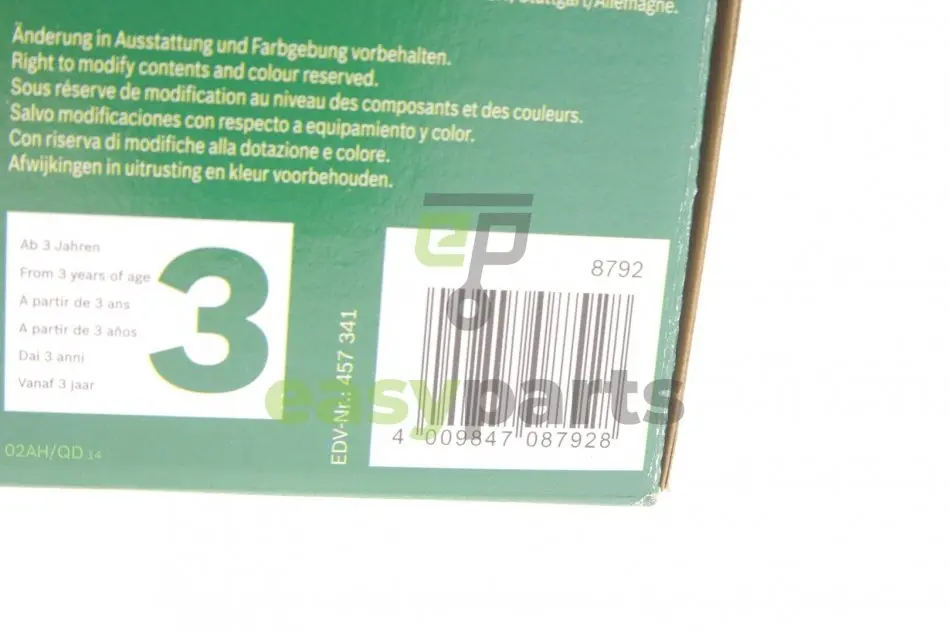 Stuttgart/Allemagne.
Änderung in Ausstattung und Farbgebung vorbehalten.
Right to modify contents and colour reserved.
Sous réserve de modification au niveau des composants et des couleurs.
Salvo modificaciones con respecto a equipamiento y color.
Con riserva di modifiche alla dotazione e colore.
Afwijkingen in uitrusting en kleur voorbehouden.
Ab 3 Jahren
From 3 years of age
A partir de 3 ans
A partir de 3 años
Dai 3 anni
Vanaf 3 jaar
3
02AH/QD 14
EDV-Nr.: 457 341
8792
4 009847 087928
ep
easyparts